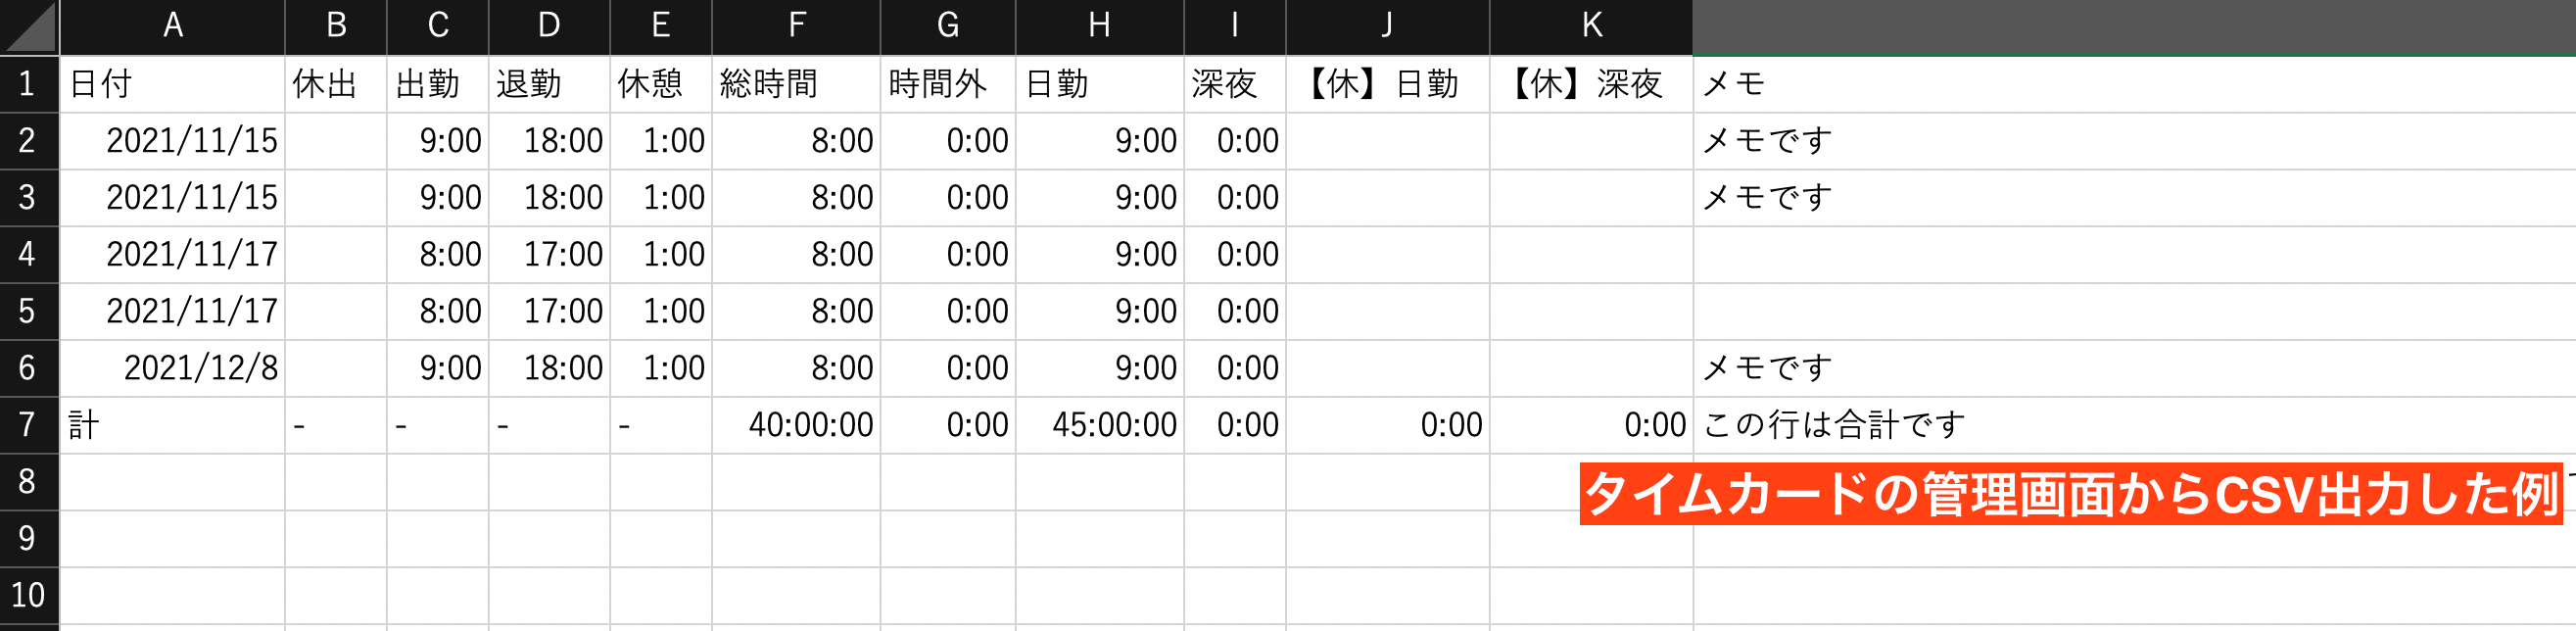 A B C D E F G H I J K
1 日付 休出 出勤 退勤 休憩 総時間 時間外 日勤 深夜 【休】日勤 【休】深夜 メモ
2 2021/11/15 9:00 18:00 1:00 8:00 0:00 9:00 0:00 メモです
3 2021/11/15 9:00 18:00 1:00 8:00 0:00 9:00 0:00 メモです
4 2021/11/17 8:00 17:00 1:00 8:00 0:00 9:00 0:00
5 2021/11/17 8:00 17:00 1:00 8:00 0:00 9:00 0:00
6 2021/12/8 9:00 18:00 1:00 8:00 0:00 9:00 0:00 メモです
7 計 - - - - 40:00:00 0:00 45:00:00 0:00 0:00 0:00 この行は合計です
8
タイムカードの管理画面からCSV出力した例
9
10